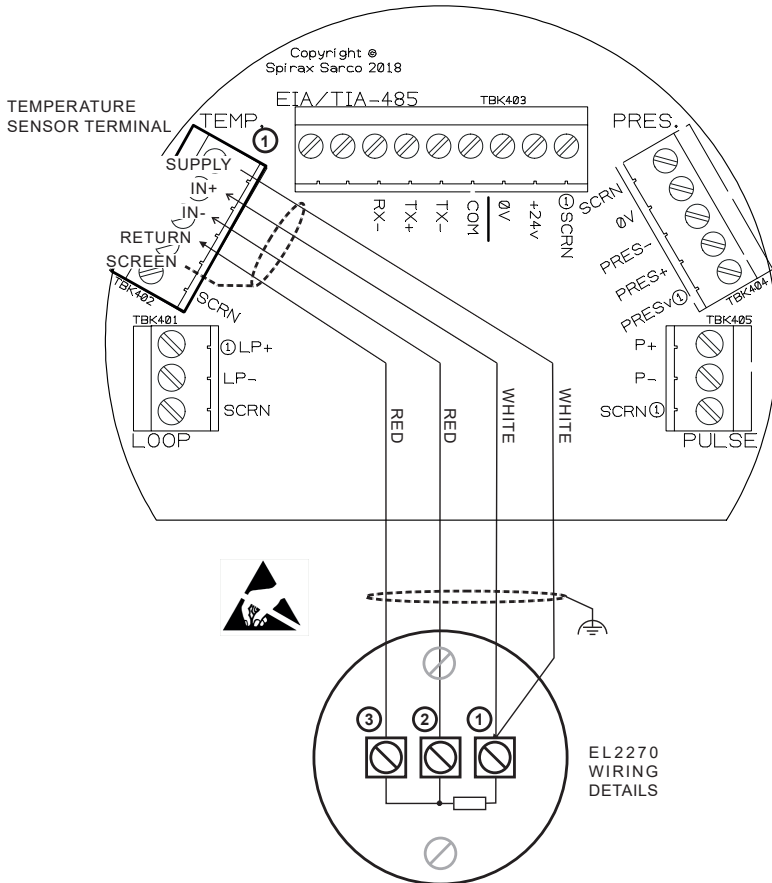 Copyright ©
Spirax Sarco 2018
EIA/TIA-485
TBK403
TEMPERATURE
SENSOR TERMINAL
TEMP.
1
PRES.
SUPPLY
IN+
IN-
RETURN
SCREEN
SCRN
TBK402
RX-
TX+
TX-
COM
0V
+24v
1 SCRN
SCRN
0V
PRES-
PRES+
PRESv 1
TBK404
TBK401
1 LP+
LP-
SCRN
LOOP
TBK405
P+
P-
SCRN 1
PULSE
RED
RED
WHITE
WHITE
3
2
1
EL2270
WIRING
DETAILS